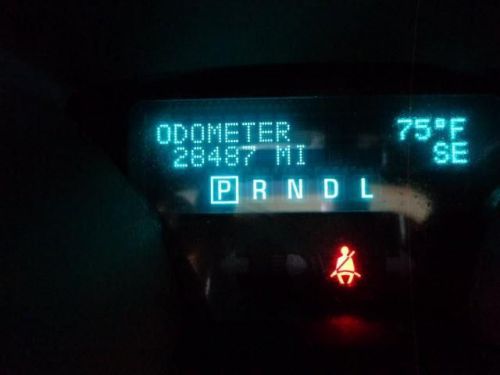 ODOMETER 75°F
28487 MI SE
P R N D L